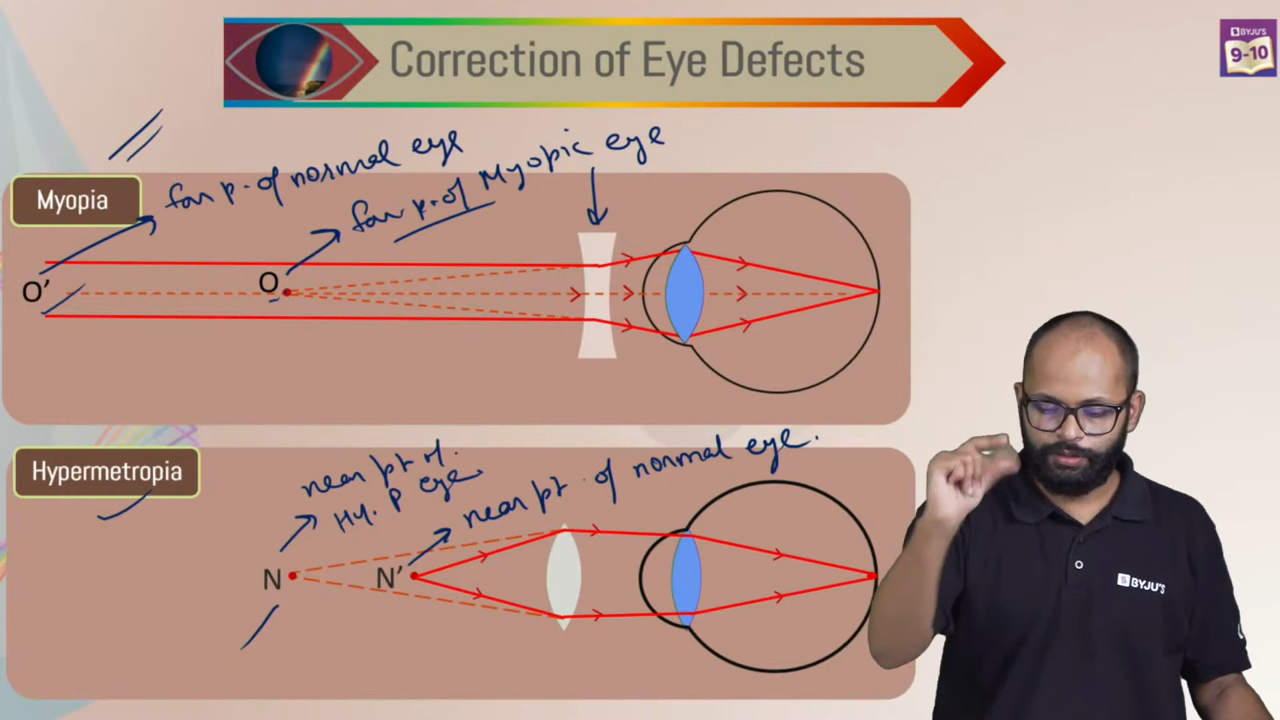 Correction of Eye Defects
BYJU'S
9-10
Myopia
far p. of normal eye
far p. of Myopic eye
O'
O
Hypermetropia
near pt of.
Hy. P eye
near pt. of normal eye.
N
N'
BYJU'S